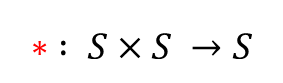 * : S × S → S